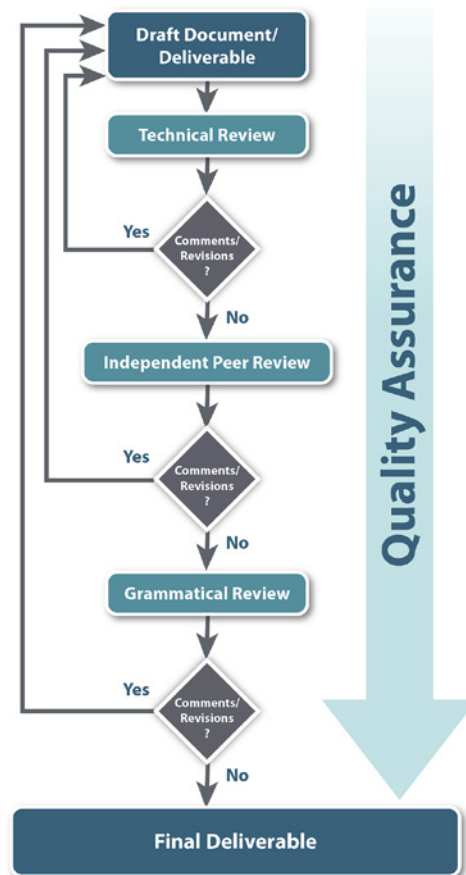 Draft Document/
Deliverable
Technical Review
Yes
Comments/
Revisions
?
No
Independent Peer Review
Yes
Comments/
Revisions
?
No
Grammatical Review
Yes
Comments/
Revisions
?
No
Final Deliverable
Quality Assurance